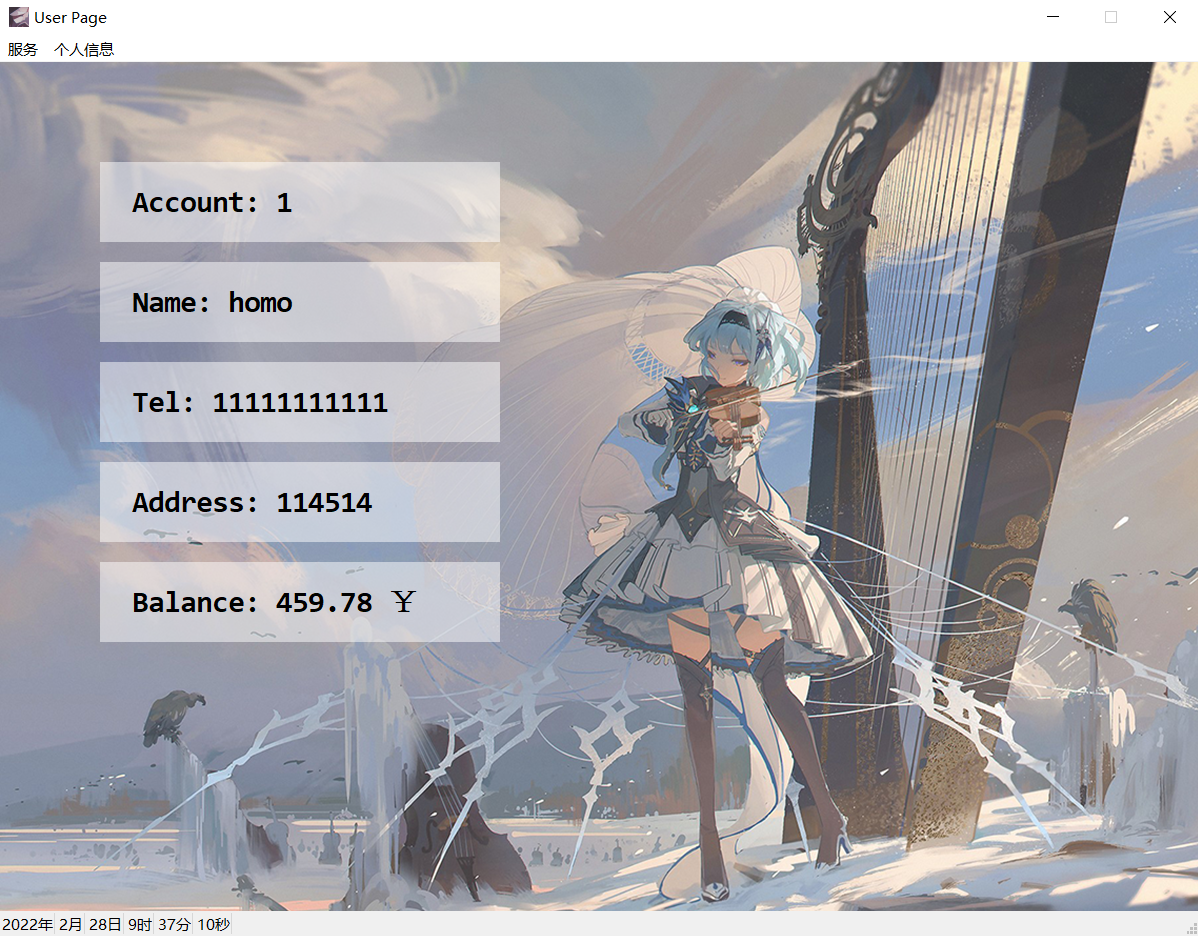 User Page
服务 个人信息
Account: 1
Name: homo
Tel: 11111111111
Address: 114514
Balance: 459.78 ¥
2022年 2月 28日 9时 37分 10秒